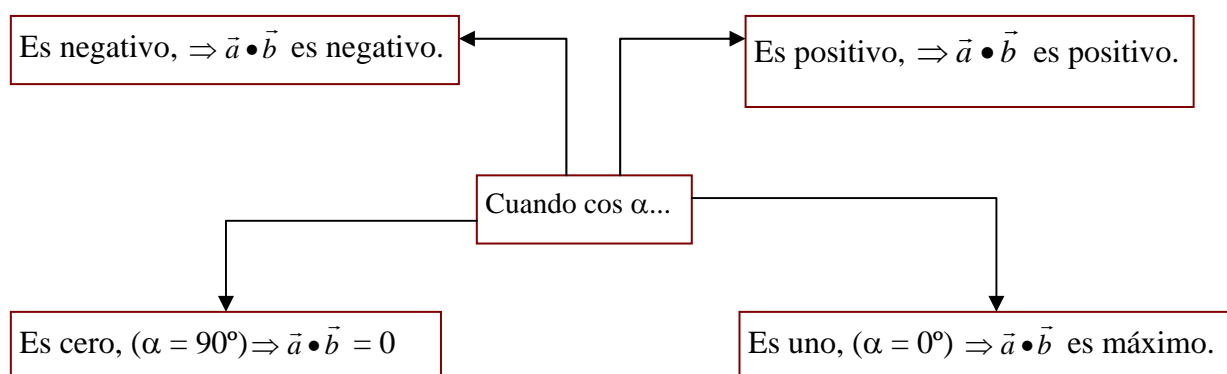 Es negativo, ⇒ a⃗ • b⃗ es negativo.
Es positivo, ⇒ a⃗ • b⃗ es positivo.
Cuando cos α...
Es cero, (α = 90º) ⇒ a⃗ • b⃗ = 0
Es uno, (α = 0º) ⇒ a⃗ • b⃗ es máximo.